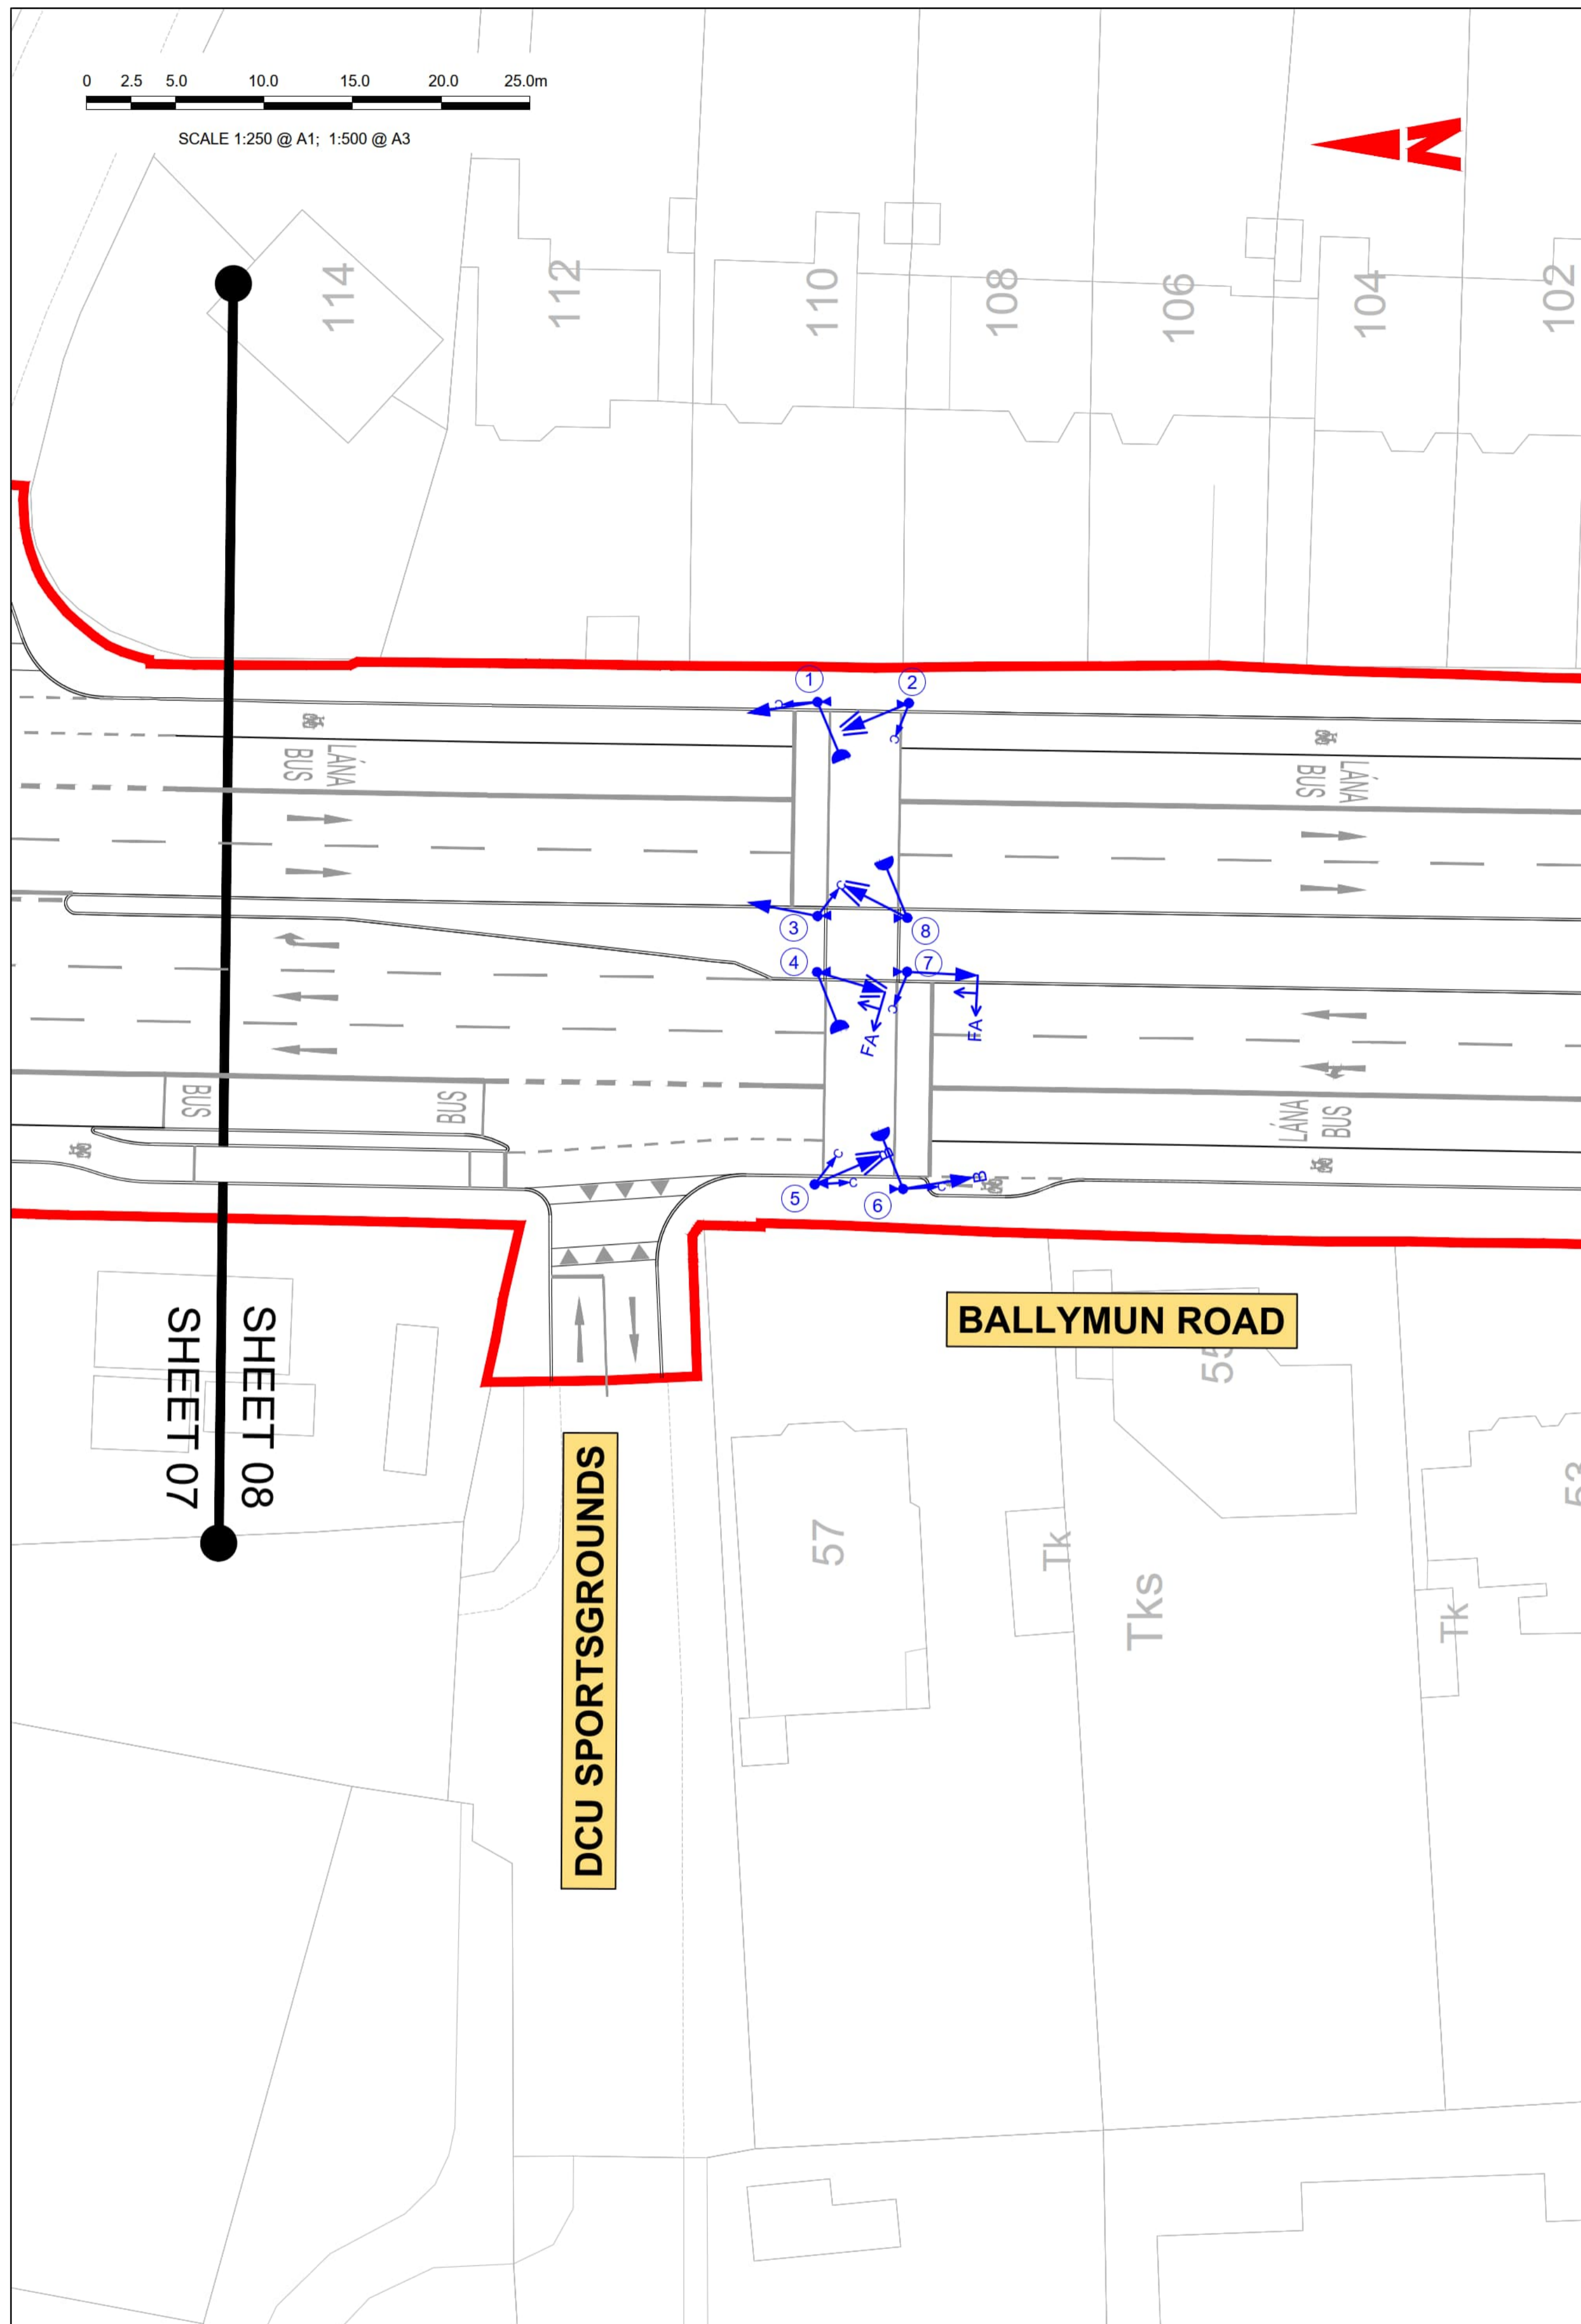 0 2.5 5.0 10.0 15.0 20.0 25.0m
SCALE 1:250 @ A1; 1:500 @ A3
N
114
112
110
108
106
104
102
1
2
C
C
LÁNA
BUS
LÁNA
BUS
C
3
8
4
7
C
FA
FA
BUS
BUS
LÁNA
BUS
C
B
C
C
B
5
6
SHEET 08
SHEET 07
BALLYMUN ROAD
55
DCU SPORTSGROUNDS
57
Tk
Tks
Tk
53